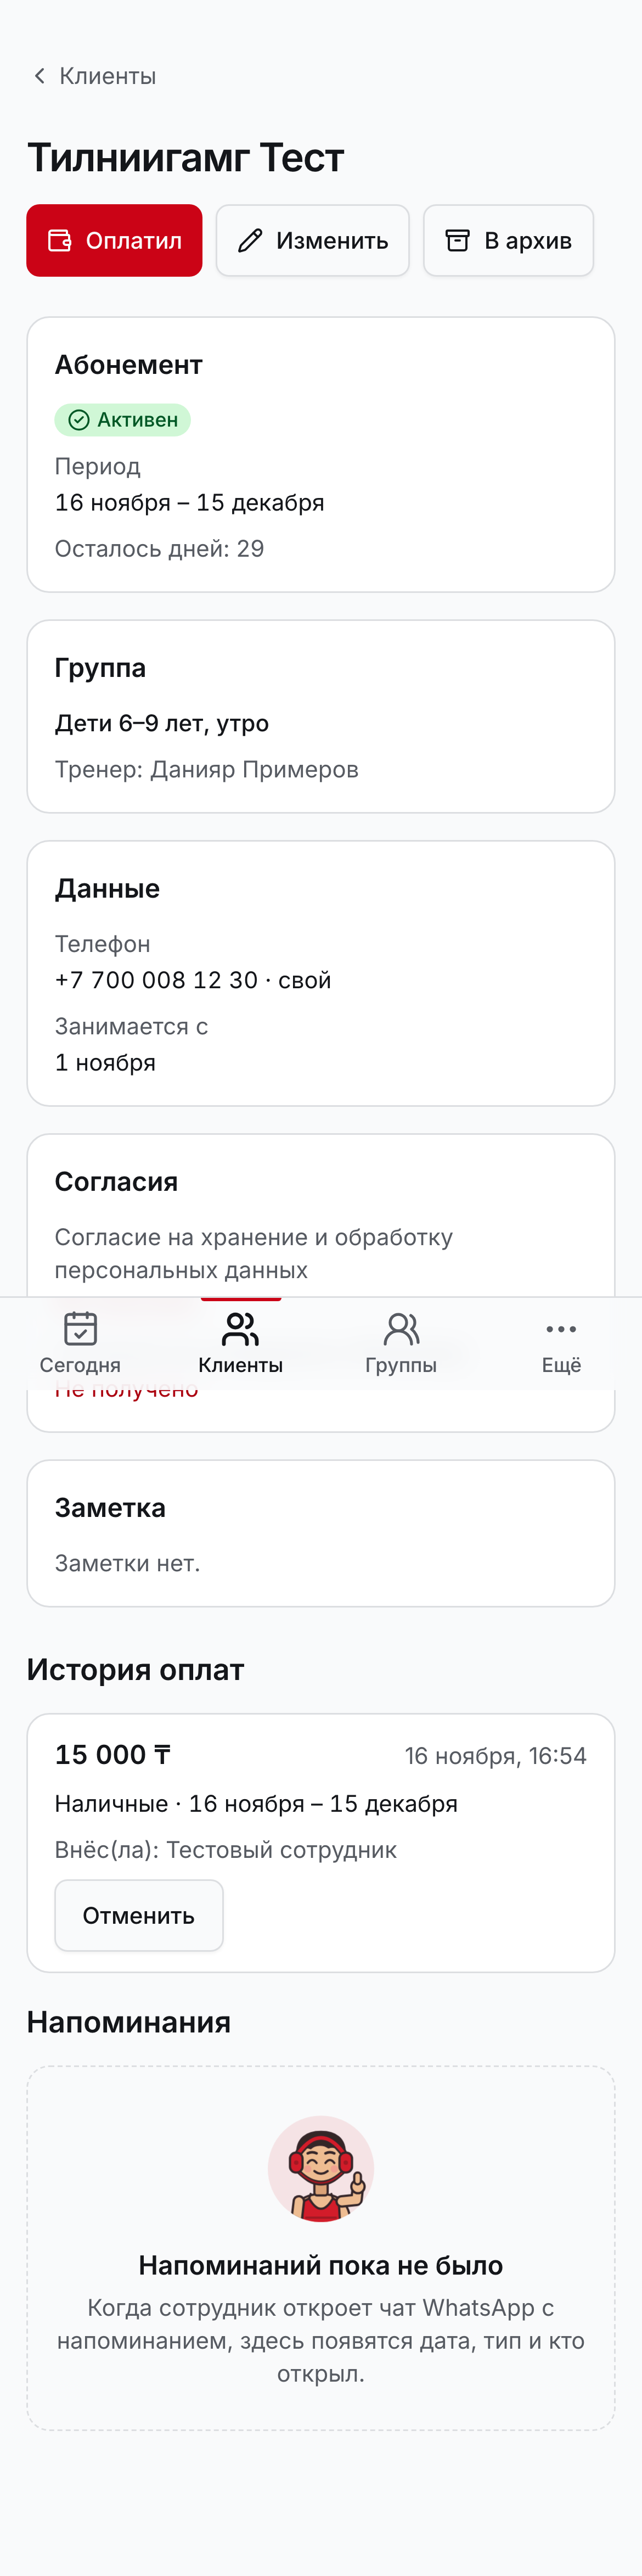 Клиенты
Тилниигамг Тест
Оплатил
Изменить
В архив
Абонемент
Активен
Период
16 ноября – 15 декабря
Осталось дней: 29
Группа
Дети 6–9 лет, утро
Тренер: Данияр Примеров
Данные
Телефон
+7 700 008 12 30 · свой
Занимается с
1 ноября
Согласия
Согласие на хранение и обработку
персональных данных
Сегодня
Клиенты
Группы
Ещё
Не получено
Заметка
Заметки нет.
История оплат
15 000 ₸
16 ноября, 16:54
Наличные · 16 ноября – 15 декабря
Внёс(ла): Тестовый сотрудник
Отменить
Напоминания
Напоминаний пока не было
Когда сотрудник откроет чат WhatsApp с
напоминанием, здесь появятся дата, тип и кто
открыл.